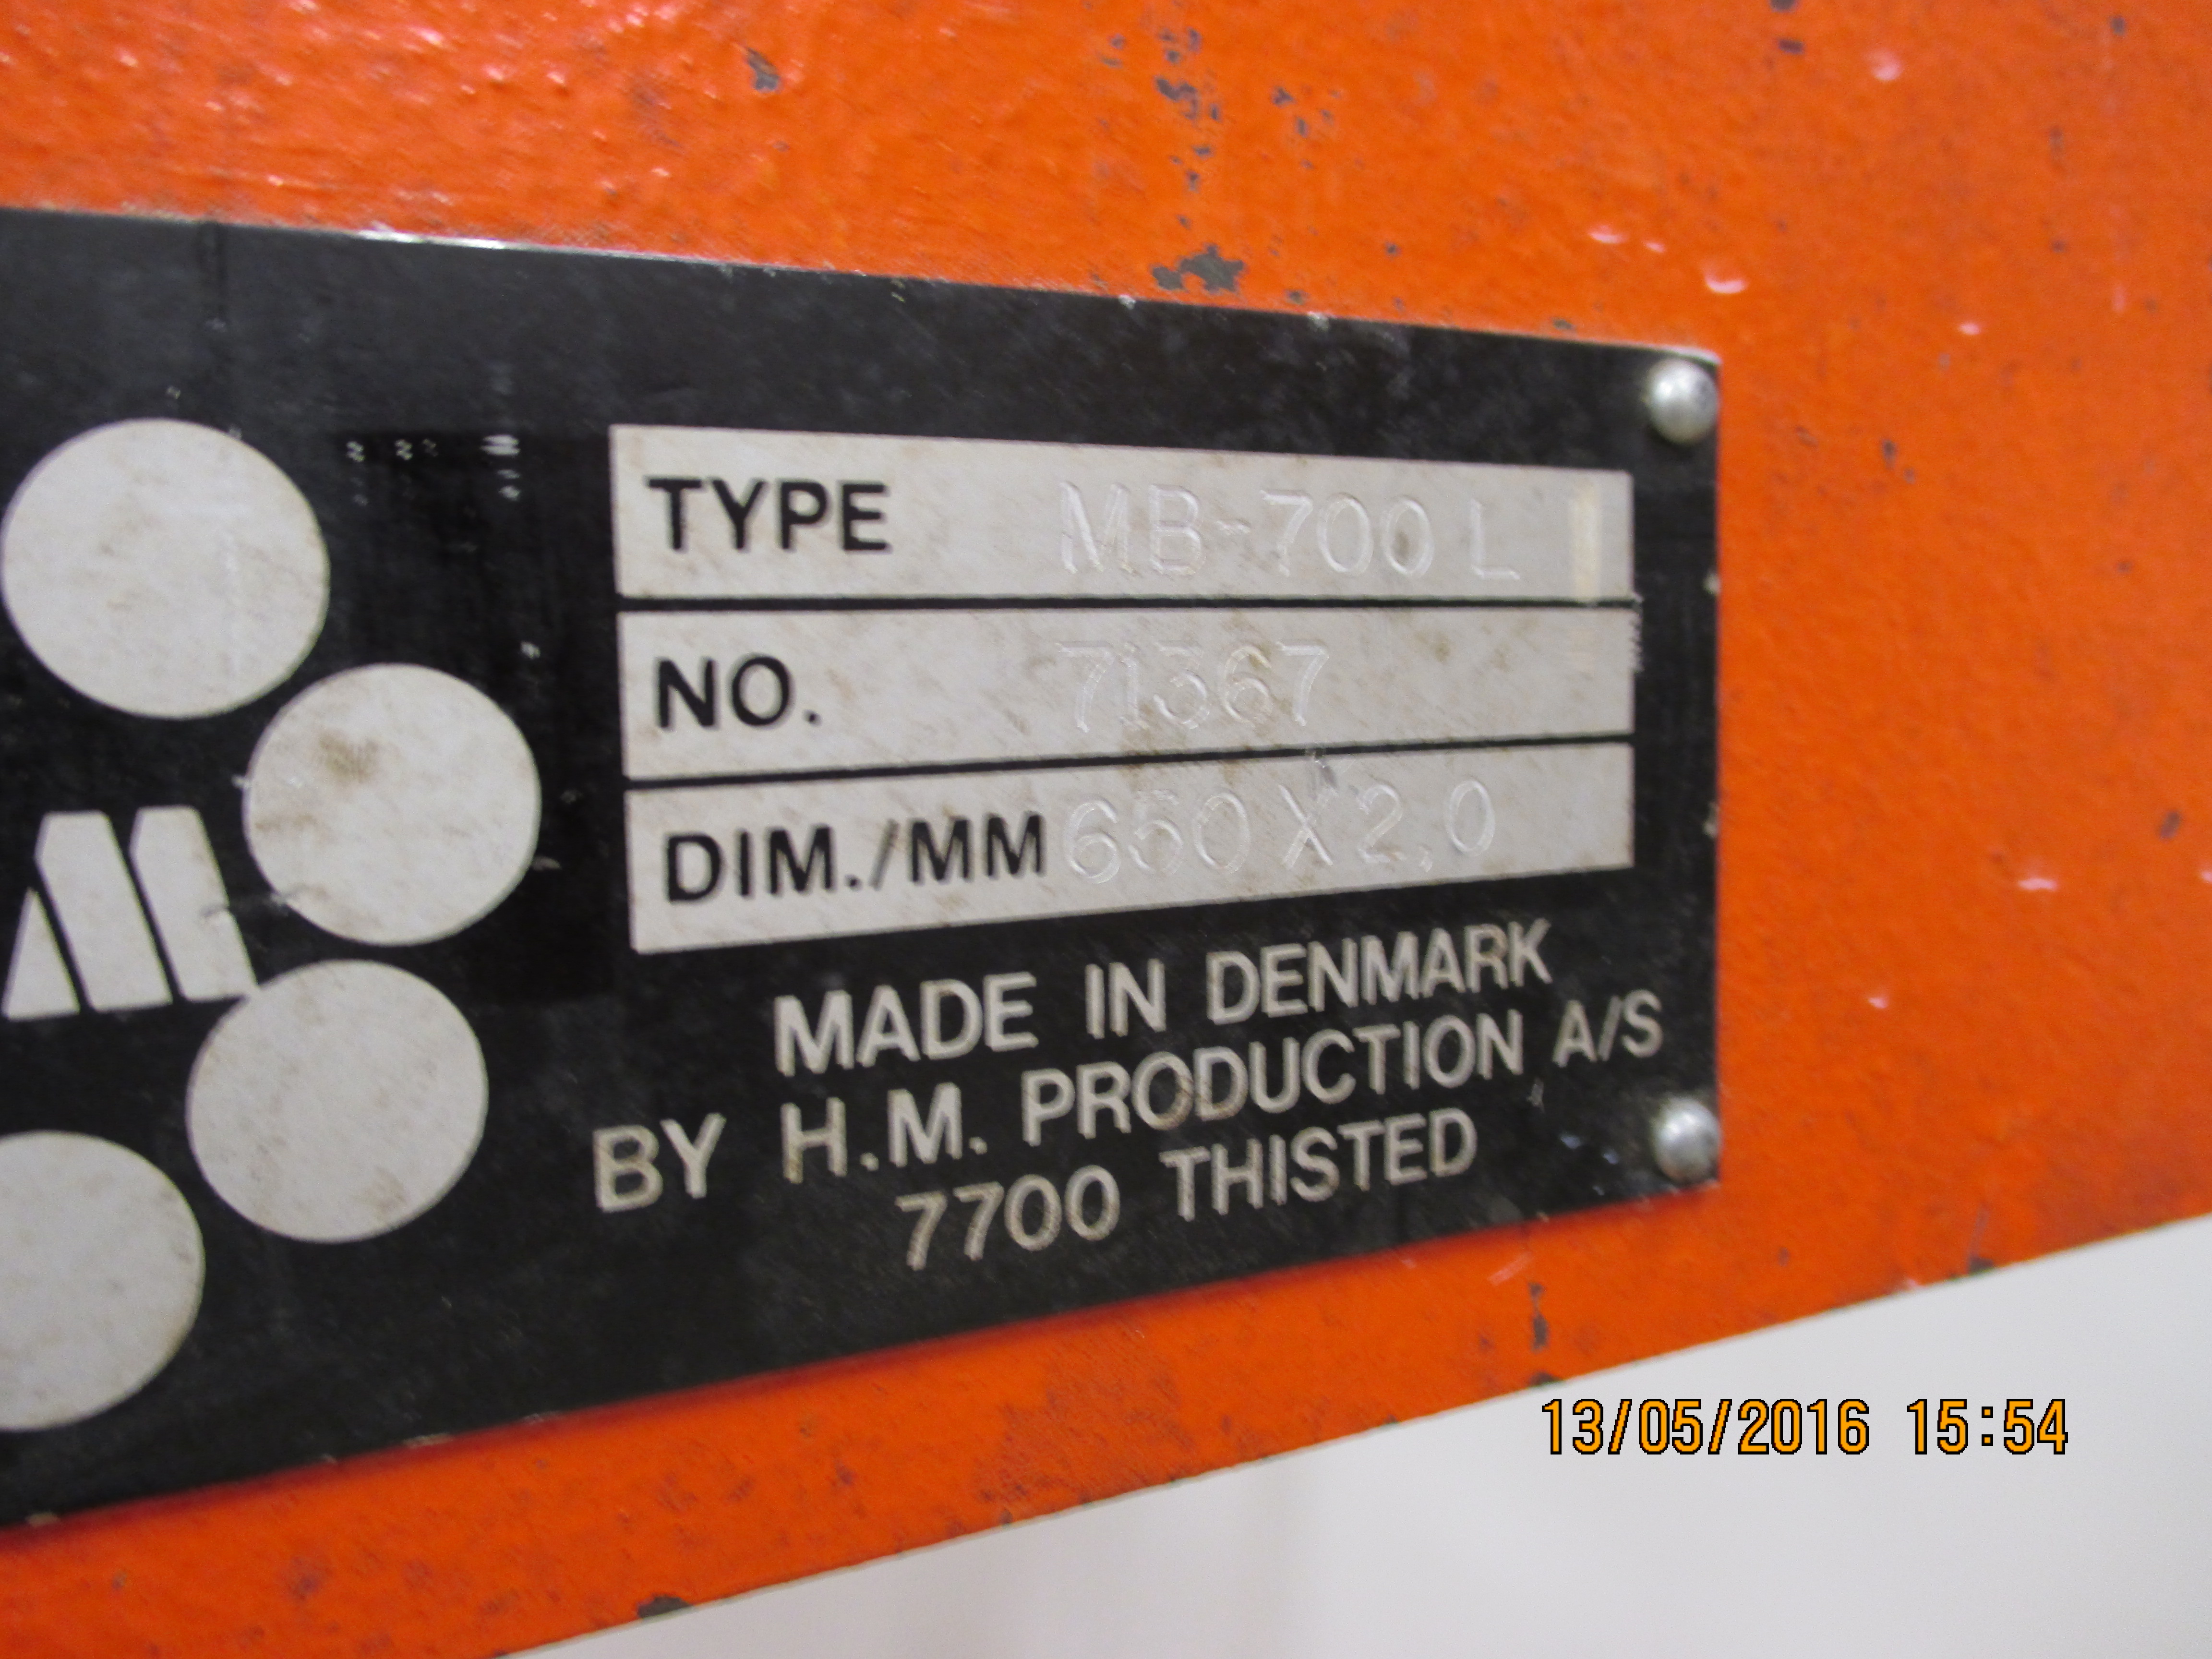 TYPE MB-700 L
NO. 71367
DIM./MM 650 X 2,0
MADE IN DENMARK
BY H.M. PRODUCTION A/S
7700 THISTED
13/05/2016 15:54